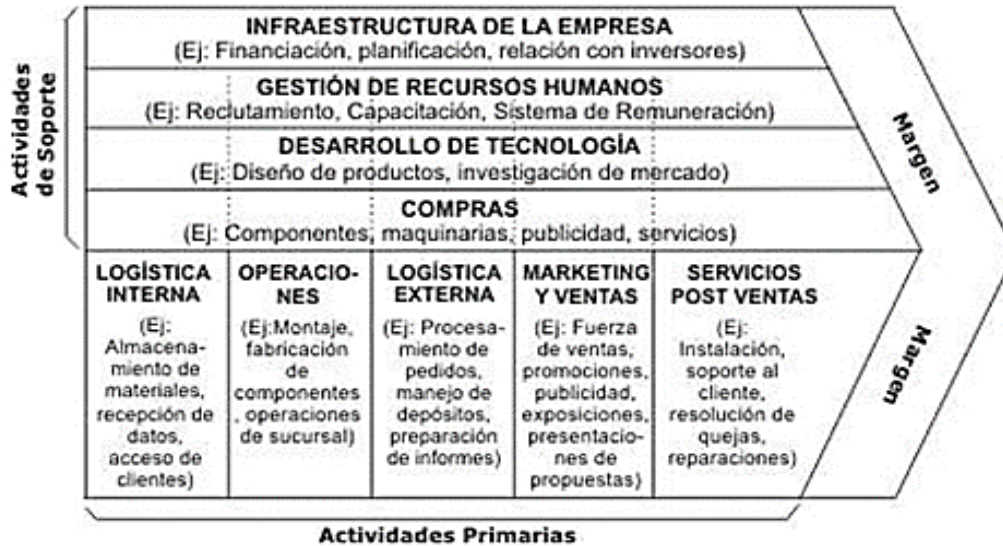 Actividades
de Soporte
INFRAESTRUCTURA DE LA EMPRESA
(Ej: Financiación, planificación, relación con inversores)
GESTIÓN DE RECURSOS HUMANOS
(Ej: Reclutamiento, Capacitación, Sistema de Remuneración)
DESARROLLO DE TECNOLOGÍA
(Ej: Diseño de productos, investigación de mercado)
COMPRAS
(Ej: Componentes, maquinarias, publicidad, servicios)
Margen
LOGÍSTICA
INTERNA
(Ej:
Almacena-
miento de
materiales,
recepción de
datos,
acceso de
clientes)
OPERACIO-
NES
(Ej:Montaje,
fabricación
de
componentes
, operaciones
de sucursal)
LOGÍSTICA
EXTERNA
(Ej: Procesa-
miento de
pedidos,
manejo de
depósitos,
preparación
de informes)
MARKETING
Y VENTAS
(Ej: Fuerza
de ventas,
promociones,
publicidad,
exposiciones,
presentacio-
nes de
propuestas)
SERVICIOS
POST VENTAS
(Ej:
Instalación,
soporte al
cliente,
resolución de
quejas,
reparaciones)
Margen
Actividades Primarias